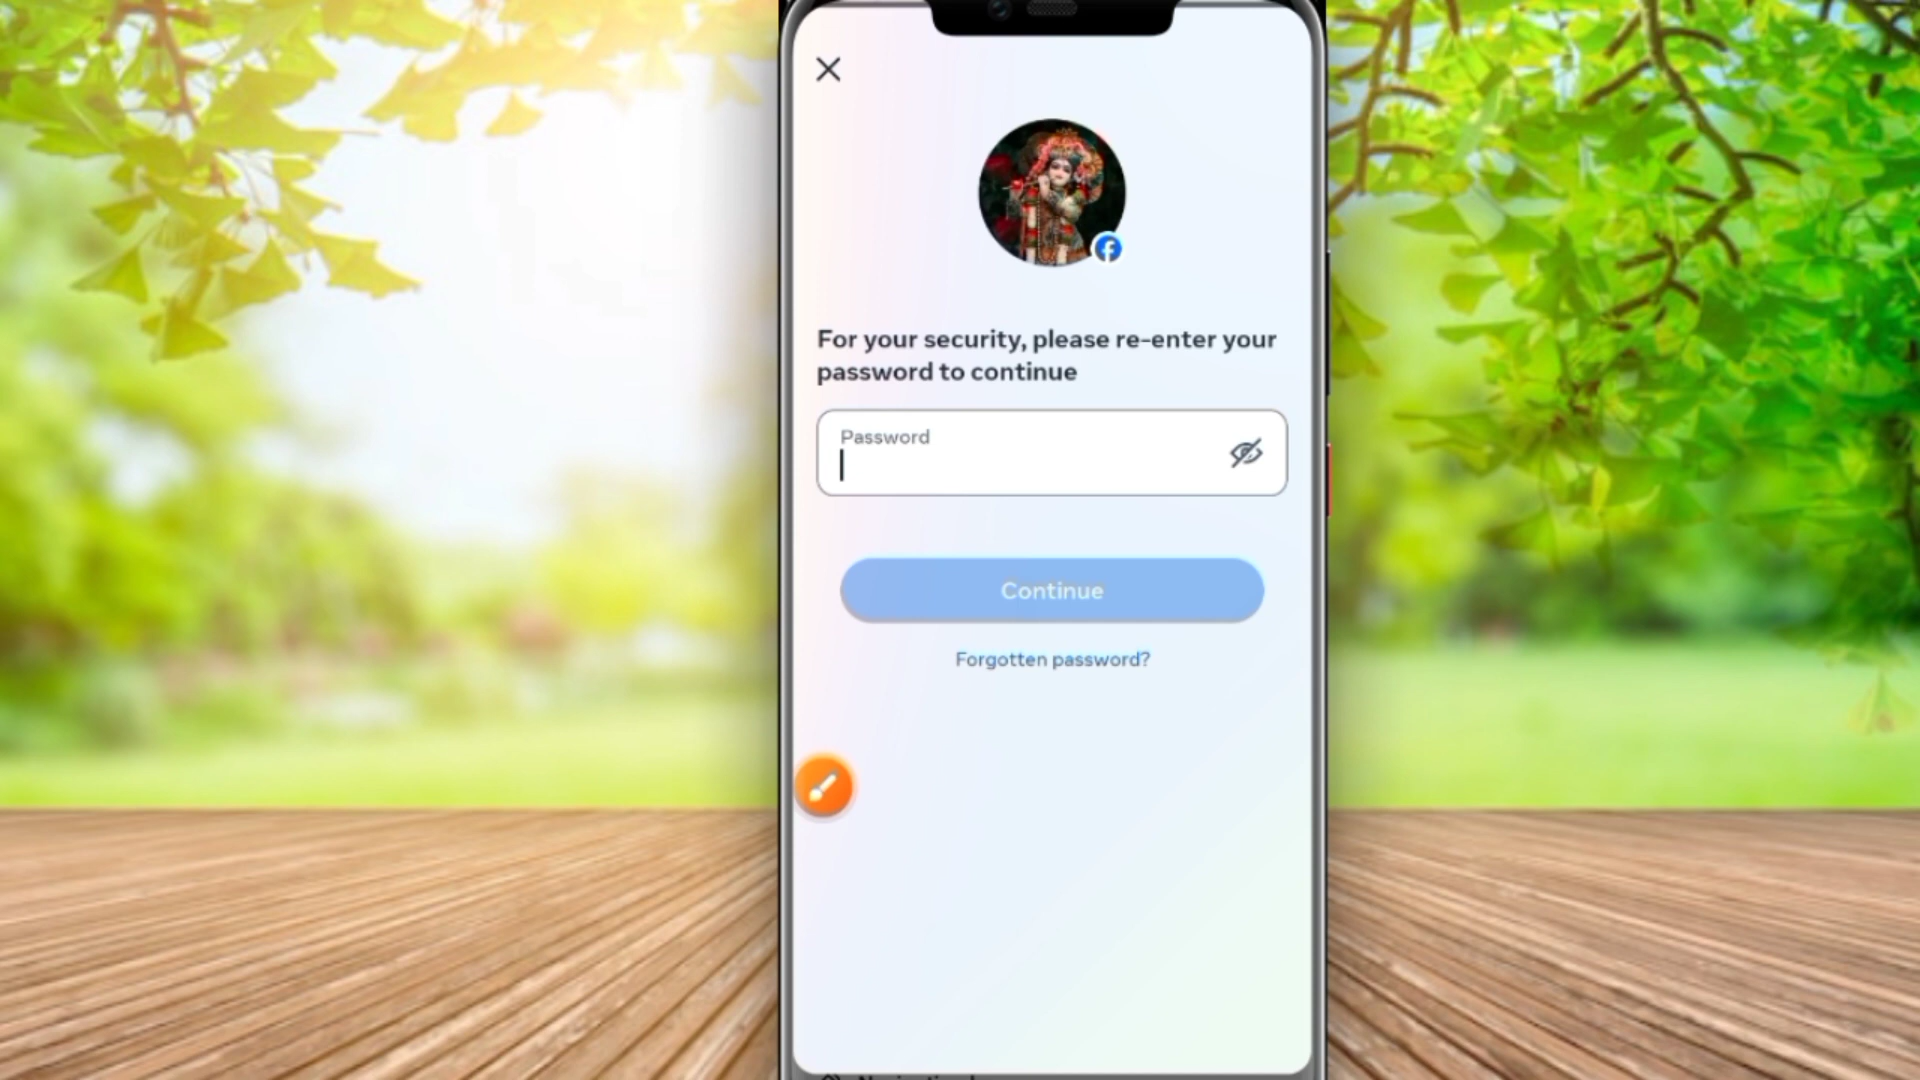 For your security, please re-enter your
password to continue
Password
Continue
Forgotten password?